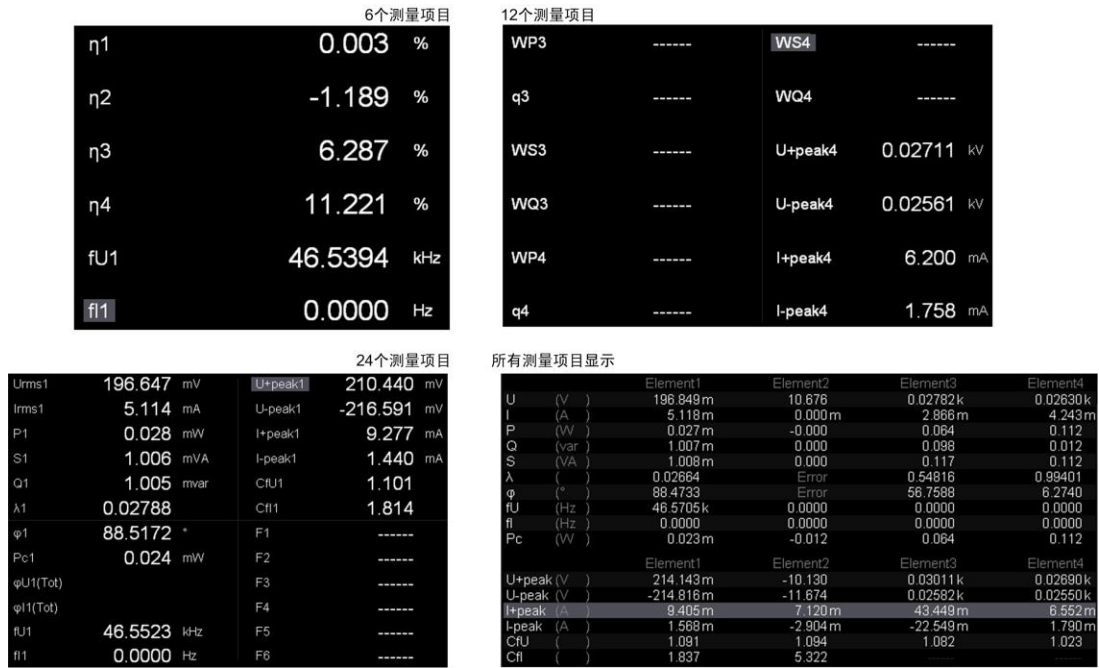 6个测量项目
η1 0.003 %
η2 -1.189 %
η3 6.287 %
η4 11.221 %
fU1 46.5394 kHz
fI1 0.0000 Hz
12个测量项目
WP3 ------ WS4 ------
q3 ------ WQ4 ------
WS3 ------ U+peak4 0.02711 kV
WQ3 ------ U-peak4 0.02561 kV
WP4 ------ I+peak4 6.200 mA
q4 ------ I-peak4 1.758 mA
24个测量项目
Urms1 196.647 mV U+peak1 210.440 mV
Irms1 5.114 mA U-peak1 -216.591 mV
P1 0.028 mW I+peak1 9.277 mA
S1 1.006 mVA I-peak1 1.440 mA
Q1 1.005 mvar CfU1 1.101
λ1 0.02788 CfI1 1.814
φ1 88.5172 ° F1 ------
Pc1 0.024 mW F2 ------
φU1(Tot) F3 ------
φI1(Tot) F4 ------
fU1 46.5523 kHz F5 ------
fI1 0.0000 Hz F6 ------
所有测量项目显示
Element1 Element2 Element3 Element4
U (V ) 196.849m 10.676 0.02782k 0.02630k
I (A ) 5.118m 0.000m 2.866m 4.243m
P (W ) 0.027m -0.000 0.064 0.112
Q (var ) 1.007m 0.000 0.098 0.012
S (VA ) 1.008m 0.000 0.117 0.112
λ ( ) 0.02664 Error 0.54816 0.99401
φ (° ) 88.4733 Error 56.7588 6.2740
fU (Hz ) 46.5705k 0.0000 0.0000 0.0000
fI (Hz ) 0.0000 0.0000 0.0000 0.0000
Pc (W ) 0.023m -0.012 0.064 0.112
Element1 Element2 Element3 Element4
U+peak (V ) 214.143m -10.130 0.03011k 0.02690k
U-peak (V ) -214.816m -11.674 0.02582k 0.02550k
I+peak (A ) 9.405m 7.120m 43.449m 6.552m
I-peak (A ) 1.568m -2.904m -22.549m 1.790m
CfU ( ) 1.091 1.094 1.082 1.023
CfI ( ) 1.837 5.322 ------ ------